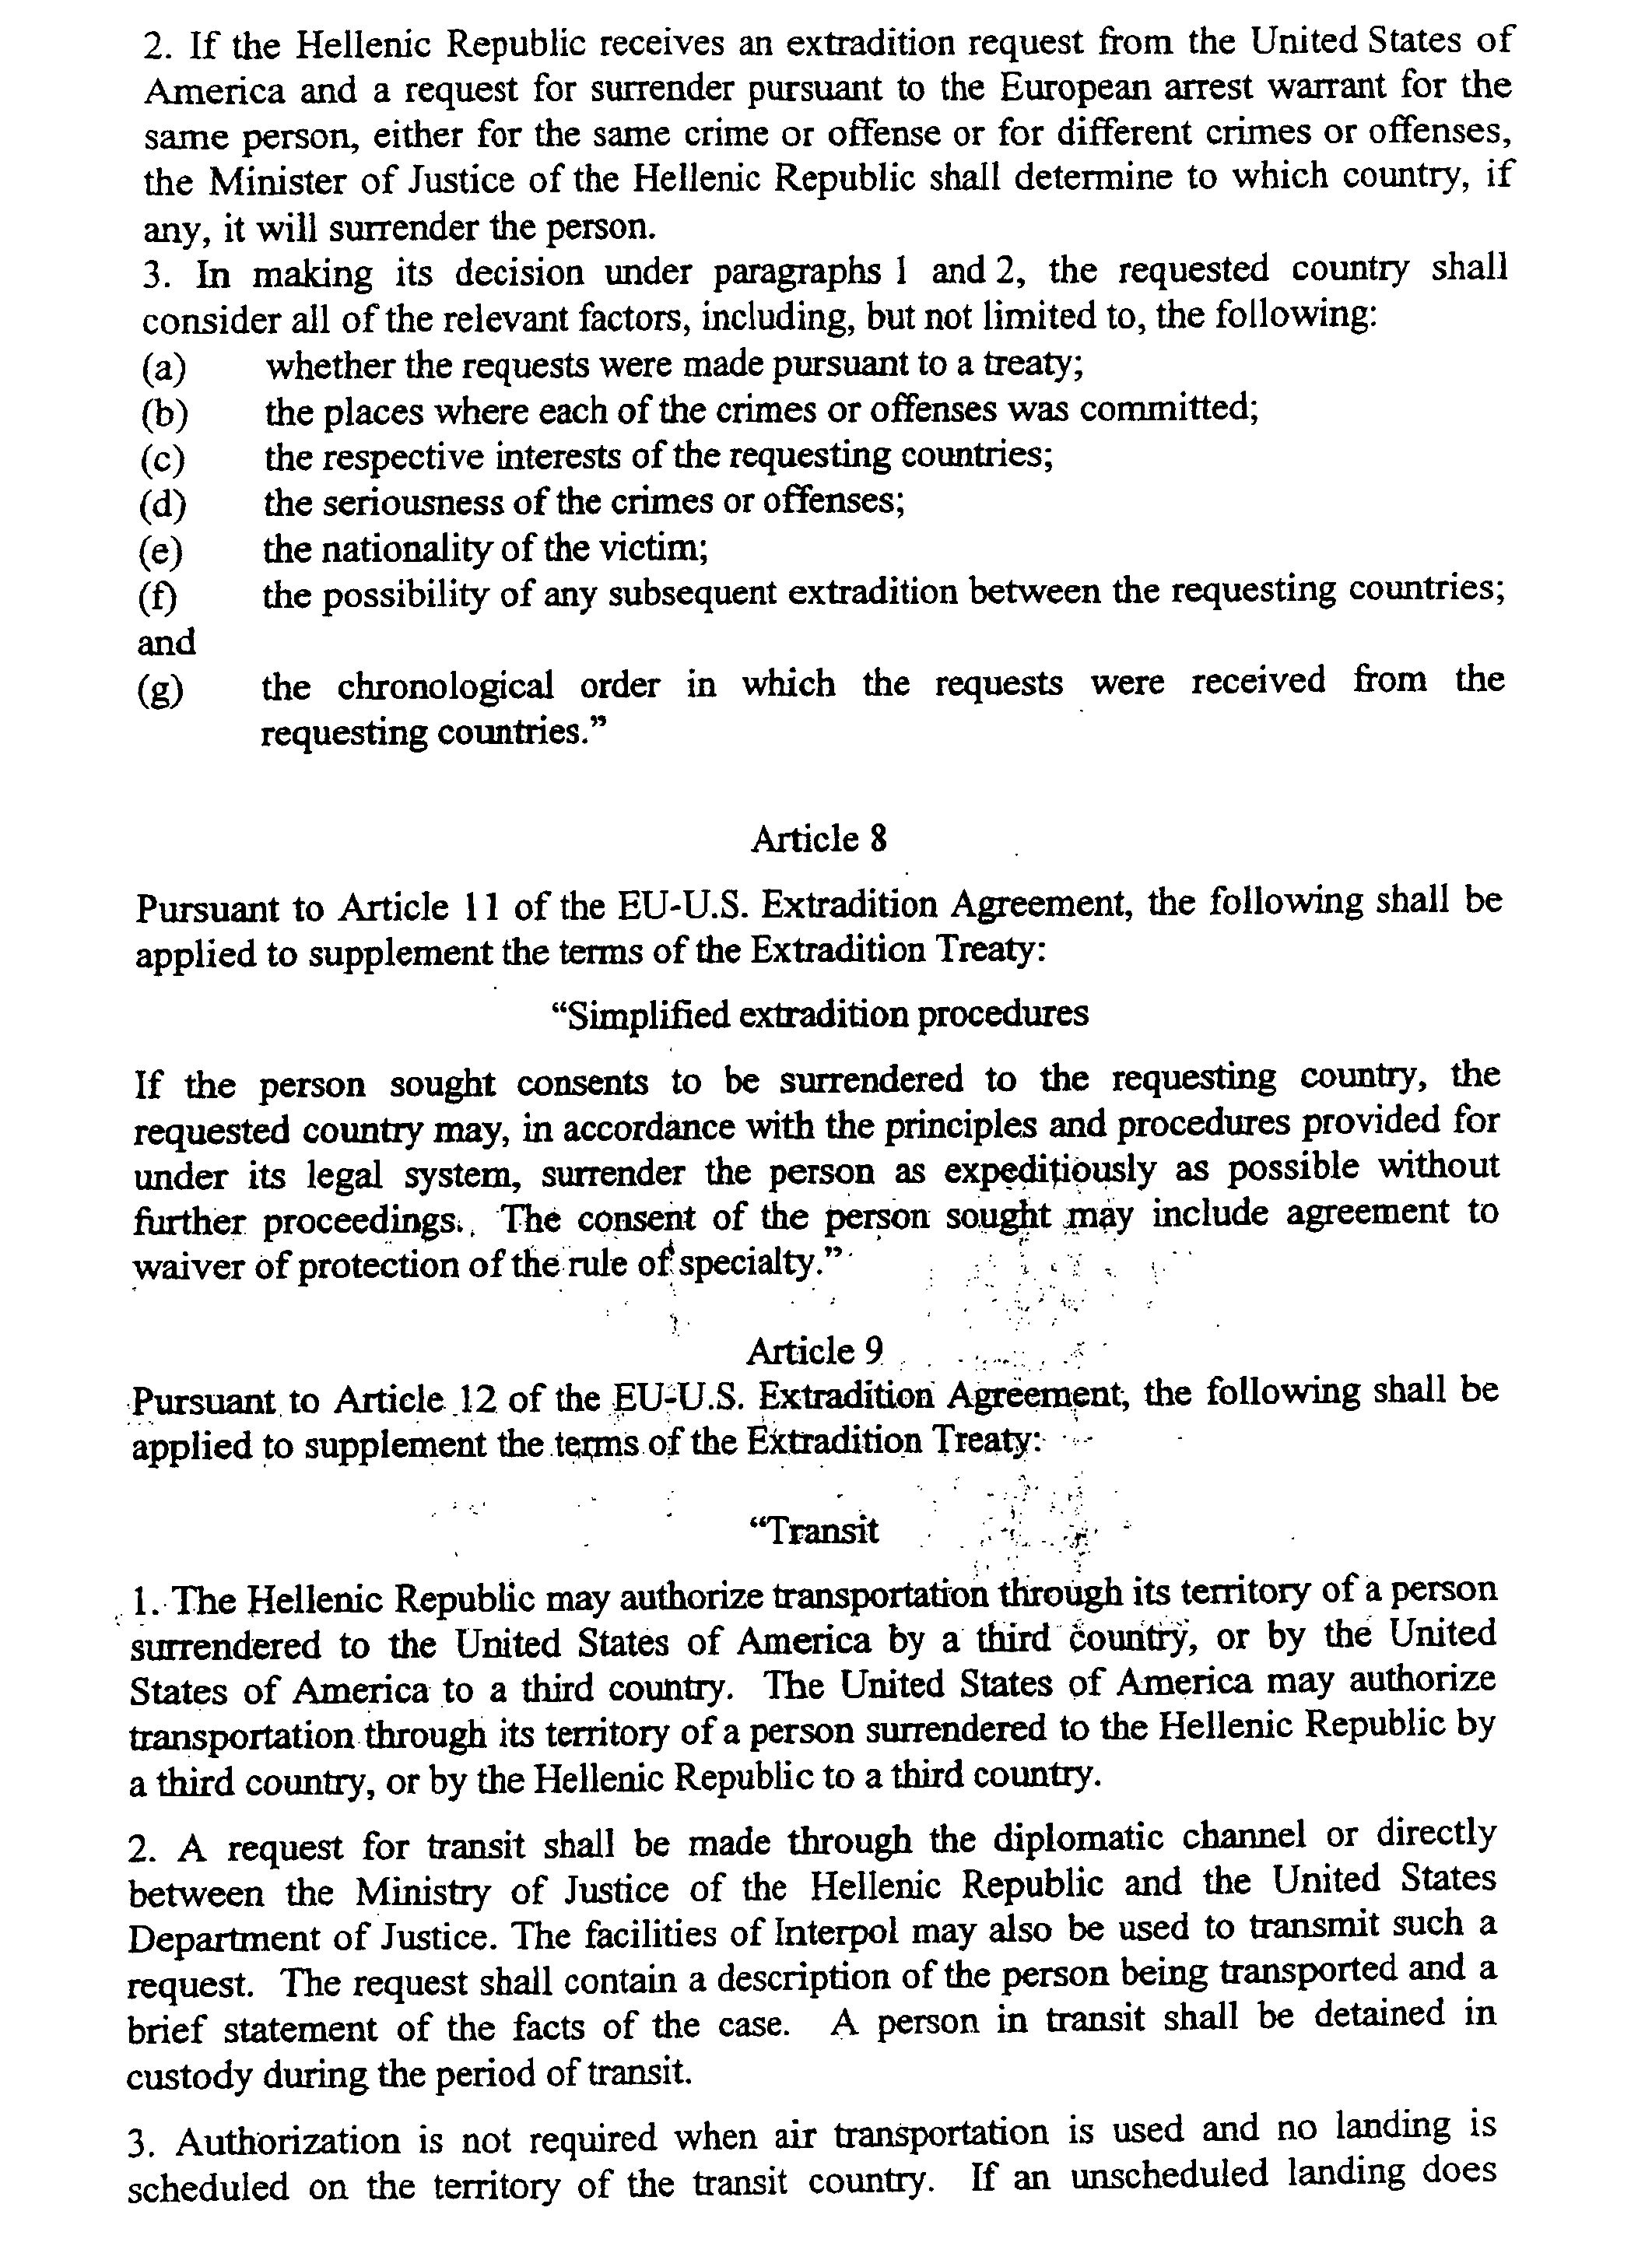 2. If the Hellenic Republic receives an extradition request from the United States of
America and a request for surrender pursuant to the European arrest warrant for the
same person, either for the same crime or offense or for different crimes or offenses,
the Minister of Justice of the Hellenic Republic shall determine to which country, if
any, it will surrender the person.
3. In making its decision under paragraphs 1 and 2, the requested country shall
consider all of the relevant factors, including, but not limited to, the following:
(a) whether the requests were made pursuant to a treaty;
(b) the places where each of the crimes or offenses was committed;
(c) the respective interests of the requesting countries;
(d) the seriousness of the crimes or offenses;
(e) the nationality of the victim;
(f) the possibility of any subsequent extradition between the requesting countries;
and
(g) the chronological order in which the requests were received from the
requesting countries.”
Article 8
Pursuant to Article 11 of the EU-U.S. Extradition Agreement, the following shall be
applied to supplement the terms of the Extradition Treaty:
“Simplified extradition procedures
If the person sought consents to be surrendered to the requesting country, the
requested country may, in accordance with the principles and procedures provided for
under its legal system, surrender the person as expeditiously as possible without
further proceedings. The consent of the person sought may include agreement to
waiver of protection of the rule of specialty.”
Article 9
Pursuant to Article 12 of the EU-U.S. Extradition Agreement, the following shall be
applied to supplement the terms of the Extradition Treaty:
“Transit
1. The Hellenic Republic may authorize transportation through its territory of a person
surrendered to the United States of America by a third country, or by the United
States of America to a third country. The United States of America may authorize
transportation through its territory of a person surrendered to the Hellenic Republic by
a third country, or by the Hellenic Republic to a third country.
2. A request for transit shall be made through the diplomatic channel or directly
between the Ministry of Justice of the Hellenic Republic and the United States
Department of Justice. The facilities of Interpol may also be used to transmit such a
request. The request shall contain a description of the person being transported and a
brief statement of the facts of the case. A person in transit shall be detained in
custody during the period of transit.
3. Authorization is not required when air transportation is used and no landing is
scheduled on the territory of the transit country. If an unscheduled landing does